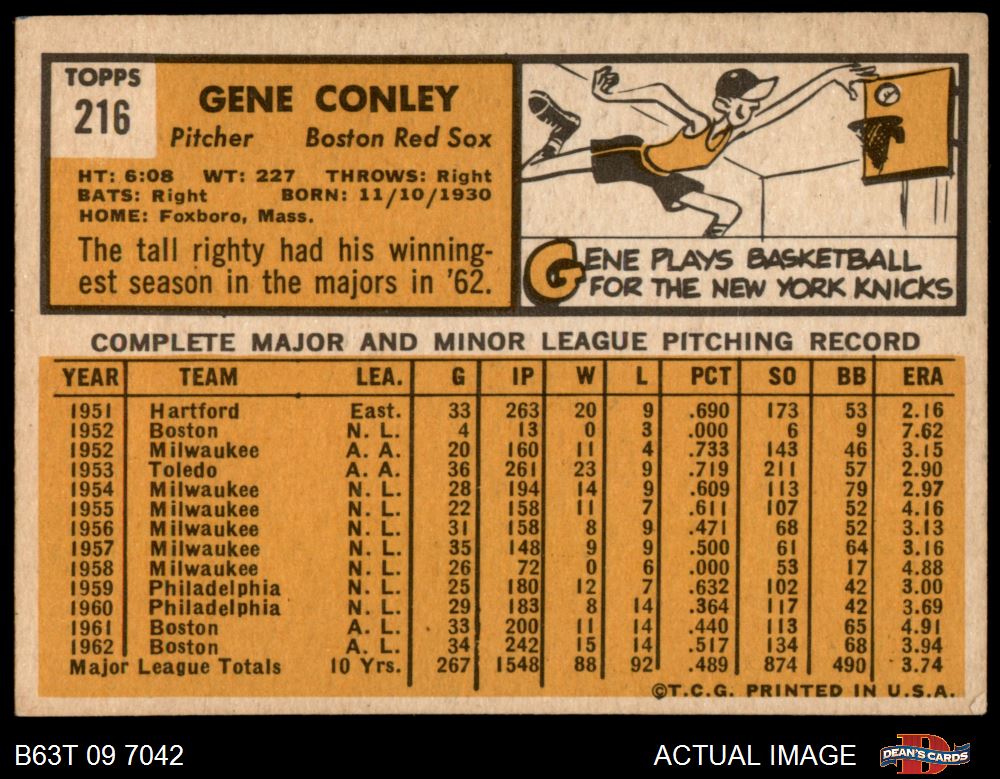 TOPPS
216
GENE CONLEY
Pitcher Boston Red Sox
HT: 6:08 WT: 227 THROWS: Right
BATS: Right BORN: 11/10/1930
HOME: Foxboro, Mass.
The tall righty had his winning-
est season in the majors in '62.
GENE PLAYS BASKETBALL
FOR THE NEW YORK KNICKS
COMPLETE MAJOR AND MINOR LEAGUE PITCHING RECORD
YEAR TEAM LEA. G IP W L PCT SO BB ERA
1951 Hartford East. 33 263 20 9 .690 173 53 2.16
1952 Boston N. L. 4 13 0 3 .000 6 9 7.62
1952 Milwaukee A. A. 20 160 11 4 .733 143 46 3.15
1953 Toledo A. A. 36 261 23 9 .719 211 57 2.90
1954 Milwaukee N. L. 28 194 14 9 .609 113 79 2.97
1955 Milwaukee N. L. 22 158 11 7 .611 107 52 4.16
1956 Milwaukee N. L. 31 158 8 9 .471 68 52 3.13
1957 Milwaukee N. L. 35 148 9 9 .500 61 64 3.16
1958 Milwaukee N. L. 26 72 0 6 .000 53 17 4.88
1959 Philadelphia N. L. 25 180 12 7 .632 102 42 3.00
1960 Philadelphia N. L. 29 183 8 14 .364 117 42 3.69
1961 Boston A. L. 33 200 11 14 .440 113 65 4.91
1962 Boston A. L. 34 242 15 14 .517 134 68 3.94
Major League Totals 10 Yrs. 267 1548 88 92 .489 874 490 3.74
©T.C.G. PRINTED IN U.S.A.
B63T 09 7042
ACTUAL IMAGE
DEAN'S CARDS